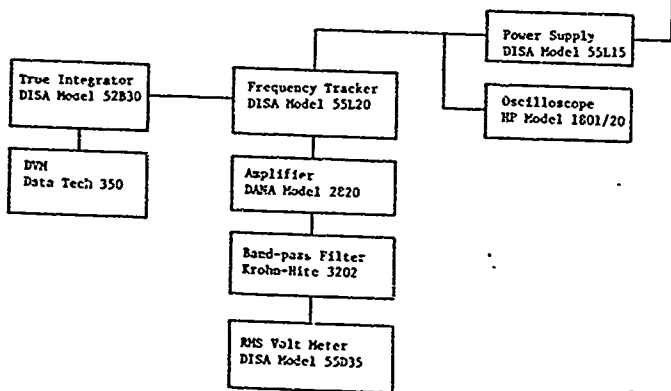 Power Supply
DISA Model 55L15
True Integrator
DISA Model 52B30
Frequency Tracker
DISA Model 55L20
Oscilloscope
HP Model 1801/20
DVM
Data Tech 350
Amplifier
DANA Model 2820
Band-pass Filter
Krohn-Hite 3202
RMS Volt Meter
DISA Model 55D35